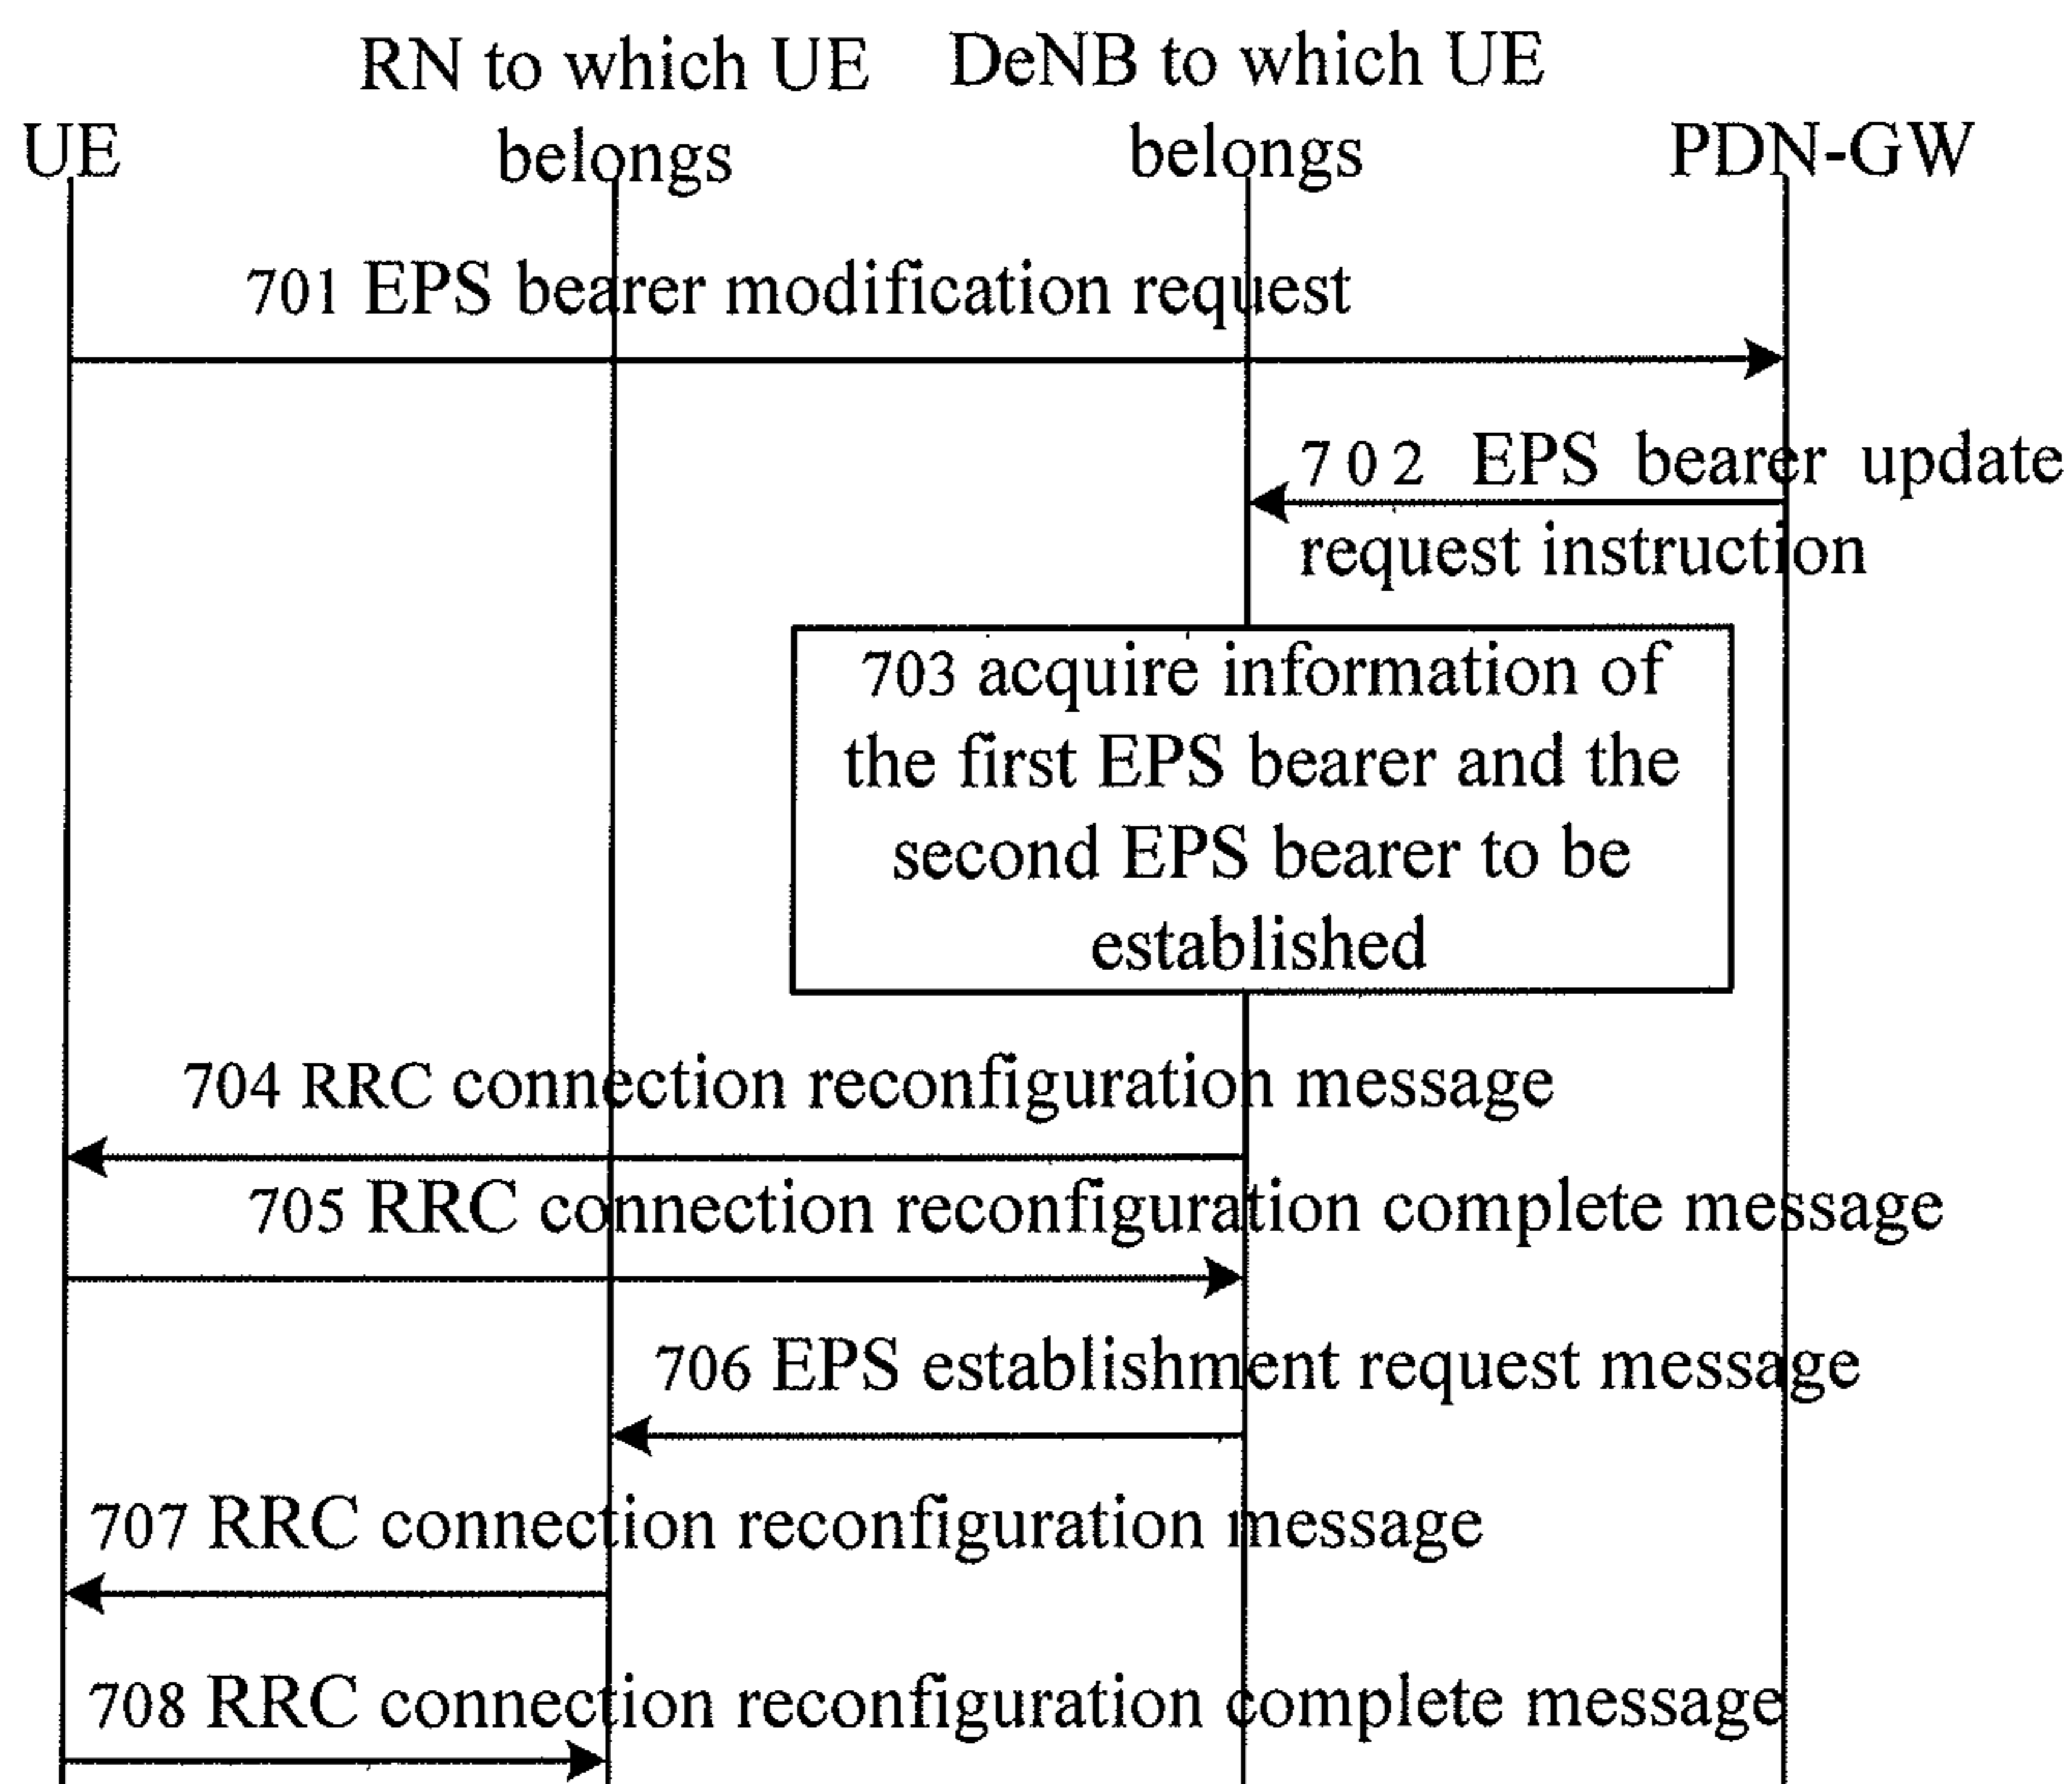 RN to which UE belongs
DeNB to which UE belongs
UE
PDN-GW
701 EPS bearer modification request
702 EPS bearer update
request instruction
703 acquire information of
the first EPS bearer and the
second EPS bearer to be
established
704 RRC connection reconfiguration message
705 RRC connection reconfiguration complete message
706 EPS establishment request message
707 RRC connection reconfiguration message
708 RRC connection reconfiguration complete message